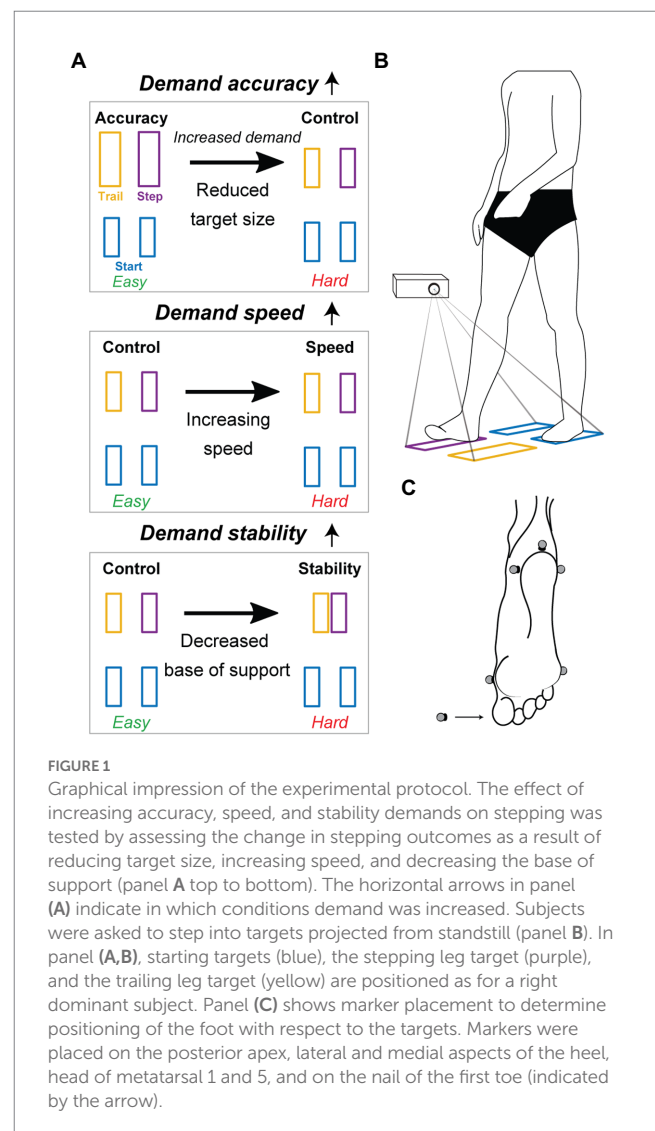 A
Demand accuracy ↑
Accuracy
Increased demand
Control
Trail
Step
Reduced
target size
Start
Easy
Hard
Demand speed ↑
Control
Speed
Increasing
speed
Easy
Hard
Demand stability ↑
Control
Stability
Decreased
base of support
Easy
Hard
B
C
FIGURE 1
Graphical impression of the experimental protocol. The effect of
increasing accuracy, speed, and stability demands on stepping was
tested by assessing the change in stepping outcomes as a result of
reducing target size, increasing speed, and decreasing the base of
support (panel A top to bottom). The horizontal arrows in panel
(A) indicate in which conditions demand was increased. Subjects
were asked to step into targets projected from standstill (panel B). In
panel (A,B), starting targets (blue), the stepping leg target (purple),
and the trailing leg target (yellow) are positioned as for a right
dominant subject. Panel (C) shows marker placement to determine
positioning of the foot with respect to the targets. Markers were
placed on the posterior apex, lateral and medial aspects of the heel,
head of metatarsal 1 and 5, and on the nail of the first toe (indicated
by the arrow).